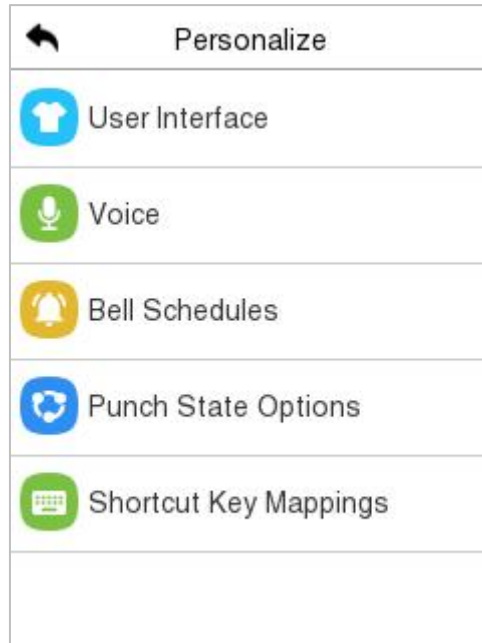 Personalize
User Interface
Voice
Bell Schedules
Punch State Options
Shortcut Key Mappings